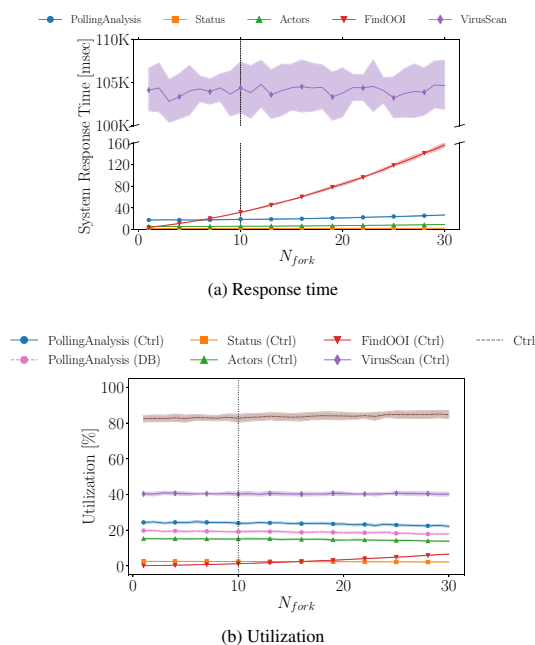 PollingAnalysis Status Actors FindOOI VirusScan
110K
105K
100K
160
120
80
40
0
System Response Time [msec]
0 10 20 30
N_fork
(a) Response time
PollingAnalysis (Ctrl) Status (Ctrl) FindOOI (Ctrl) Ctrl
PollingAnalysis (DB) Actors (Ctrl) VirusScan (Ctrl)
100
80
60
40
20
0
Utilization [%]
0 10 20 30
N_fork
(b) Utilization